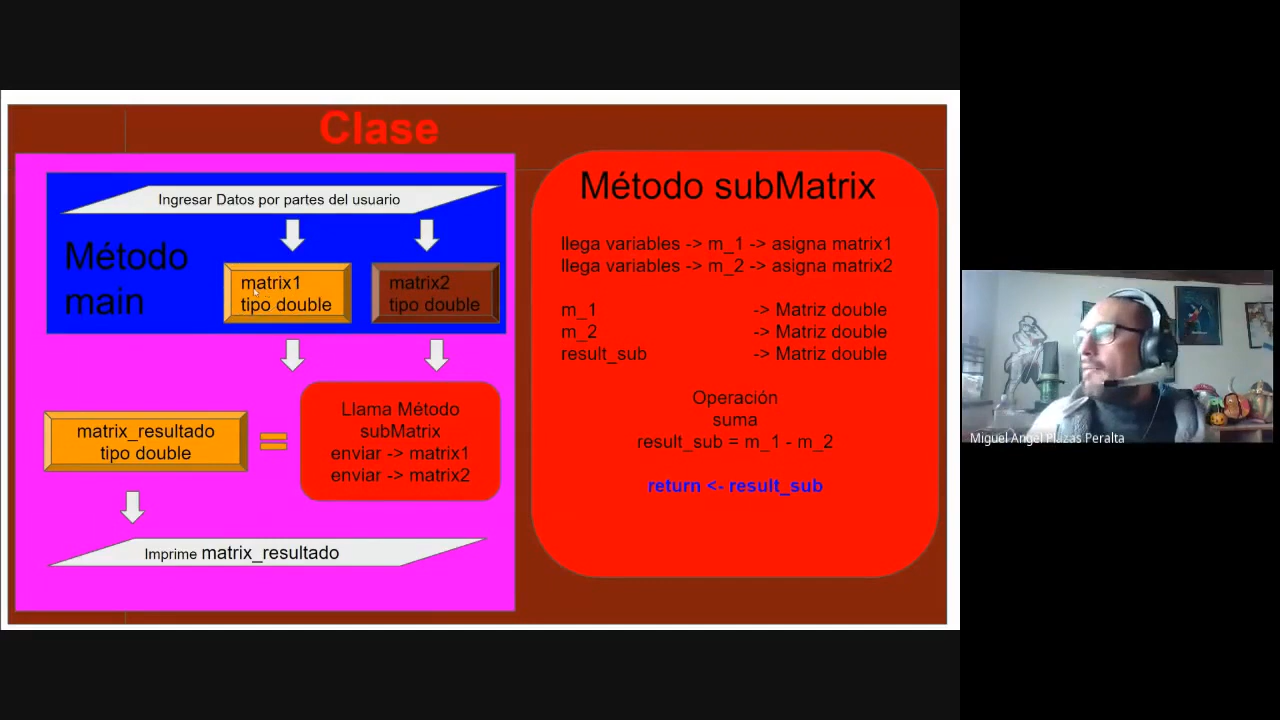 Clase
Ingresar Datos por partes del usuario
Método
main
matrix1
tipo double
matrix2
tipo double
matrix_resultado
tipo double
Llama Método
subMatrix
enviar -> matrix1
enviar -> matrix2
Imprime matrix_resultado
Método subMatrix
llega variables -> m_1 -> asigna matrix1
llega variables -> m_2 -> asigna matrix2
m_1 -> Matriz double
m_2 -> Matriz double
result_sub -> Matriz double
Operación
suma
result_sub = m_1 - m_2
return <- result_sub
Miguel Angel Plazas Peralta